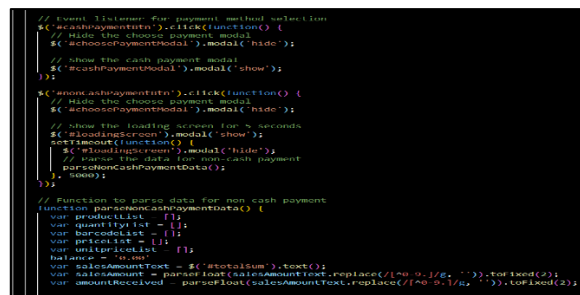 // Event listener for payment method selection
$('#cashPaymentBtn').click(function() {
// Hide the choose payment modal
$('#choosePaymentModal').modal('hide');
// Show the cash payment modal
$('#cashPaymentModal').modal('show');
});
$('#nonCashPaymentBtn').click(function() {
// Hide the choose payment modal
$('#choosePaymentModal').modal('hide');
// Show the loading screen for 5 seconds
$('#loadingScreen').modal('show');
setTimeout(function() {
$('#loadingScreen').modal('hide');
// Parse the data for non-cash payment
parseNonCashPaymentData();
}, 5000);
});
// Function to parse data for non cash payment
function parseNonCashPaymentData() {
var productList = [];
var quantityList = [];
var barcodeList = [];
var priceList = [];
var unitpriceList = [];
balance = '0.00'
var salesAmountText = $('#totalSum').text();
var salesAmount = parseFloat(salesAmountText.replace(/[^0-9.]/g, '')).toFixed(2);
var amountReceived = parseFloat(salesAmountText.replace(/[^0-9.]/g, '')).toFixed(2);